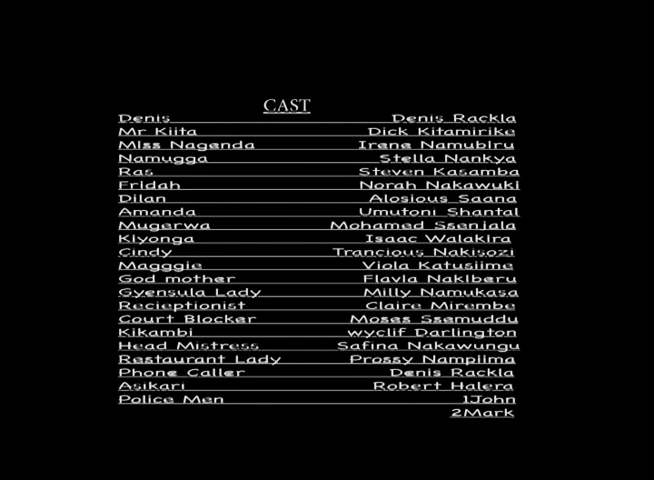 CAST
Denis Denis Rackla
Mr Kiita Dick Kitamirike
Miss Nagenda Irene Namubiru
Namugga Stella Nankya
Ras Steven Kasamba
Fridah Norah Nakawuki
Dilan Alosious Saana
Amanda Umutoni Shantal
Mugerwa Mohamed Ssenjala
Kiyonga Isaac Walakira
Cindy Trancious Nakisozi
Magggie Viola Katusiime
God mother Flavia Nakiberu
Gyensula Lady Milly Namukasa
Recieptionist Claire Mirembe
Court Blocker Moses Ssemuddu
Kikambi wyclif Darlington
Head Mistress Safina Nakawungu
Restaurant Lady Prossy Nampiima
Phone Caller Denis Rackla
Asikari Robert Halera
Police Men 1John
2Mark